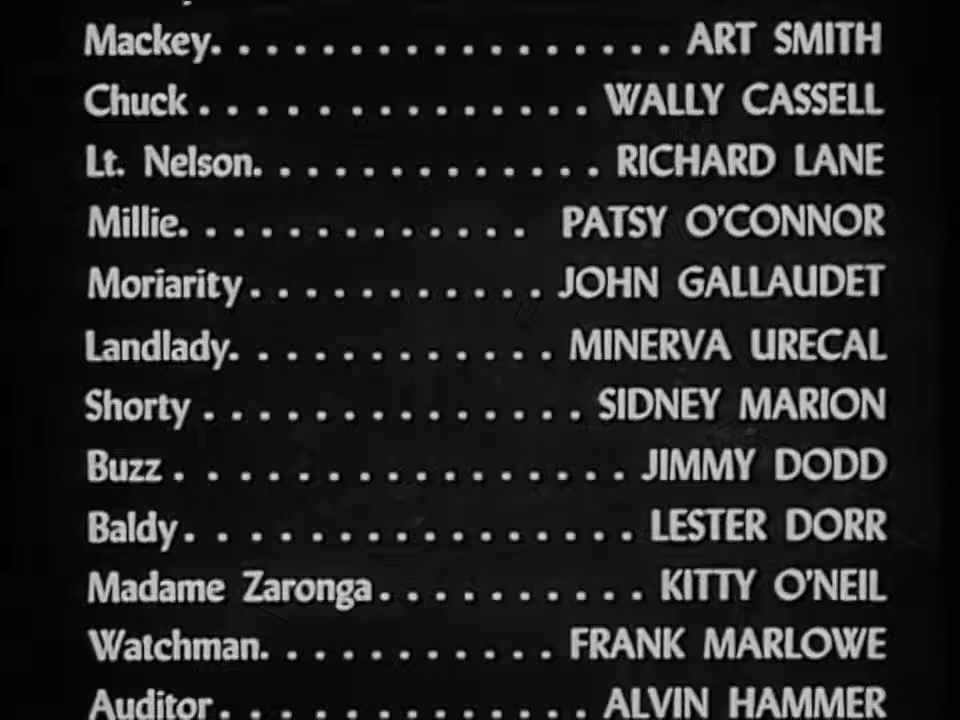 Mackey. . . . . . . . . . . . . . . . . ART SMITH
Chuck . . . . . . . . . . . . . . WALLY CASSELL
Lt. Nelson. . . . . . . . . . . . . RICHARD LANE
Millie. . . . . . . . . . . . . PATSY O'CONNOR
Moriarity . . . . . . . . . . . JOHN GALLAUDET
Landlady. . . . . . . . . . . . MINERVA URECAL
Shorty . . . . . . . . . . . . . . SIDNEY MARION
Buzz . . . . . . . . . . . . . . . . . JIMMY DODD
Baldy . . . . . . . . . . . . . . . . . LESTER DORR
Madame Zaronga. . . . . . . . . . KITTY O'NEIL
Watchman. . . . . . . . . . . FRANK MARLOWE
Auditor . . . . . . . . . . . . . . ALVIN HAMMER